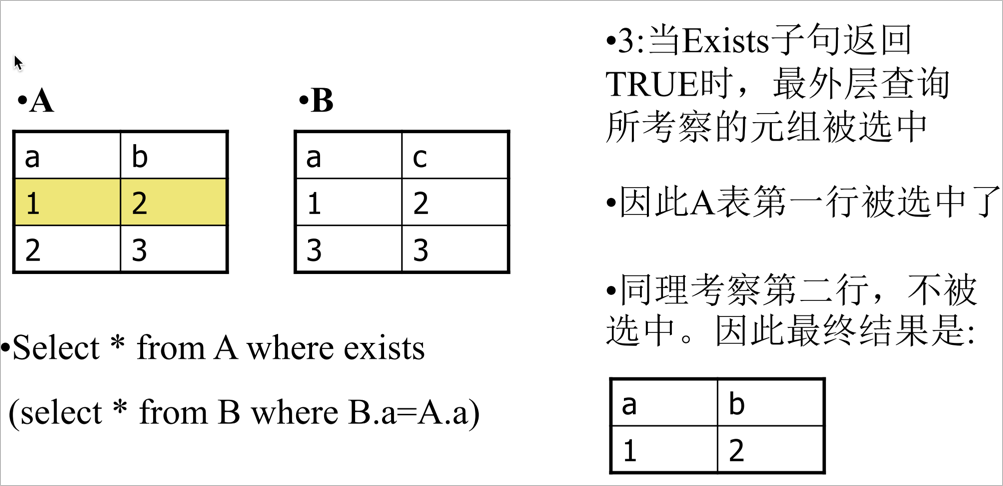 •A
a b
1 2
2 3
•B
a c
1 2
3 3
•Select * from A where exists
(select * from B where B.a=A.a)
•3:当Exists子句返回
TRUE时，最外层查询
所考察的元组被选中
•因此A表第一行被选中了
•同理考察第二行，不被
选中。因此最终结果是:
a b
1 2